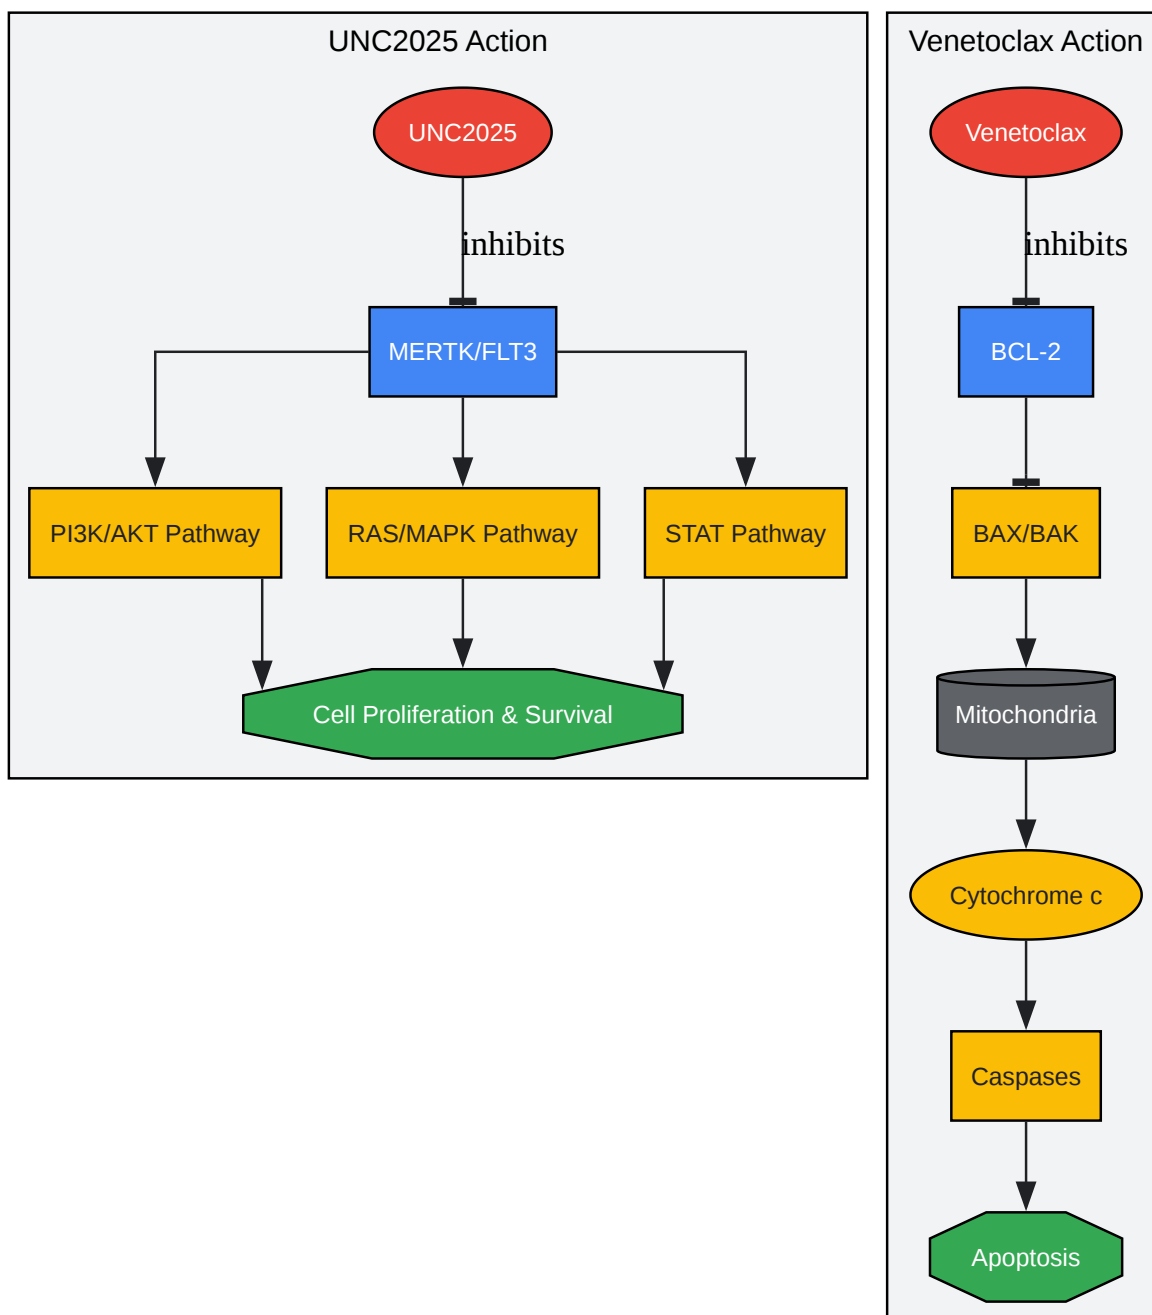 UNC2025 Action
UNC2025
inhibits
MERTK/FLT3
PI3K/AKT Pathway
RAS/MAPK Pathway
STAT Pathway
Cell Proliferation & Survival
Venetoclax Action
Venetoclax
inhibits
BCL-2
BAX/BAK
Mitochondria
Cytochrome c
Caspases
Apoptosis